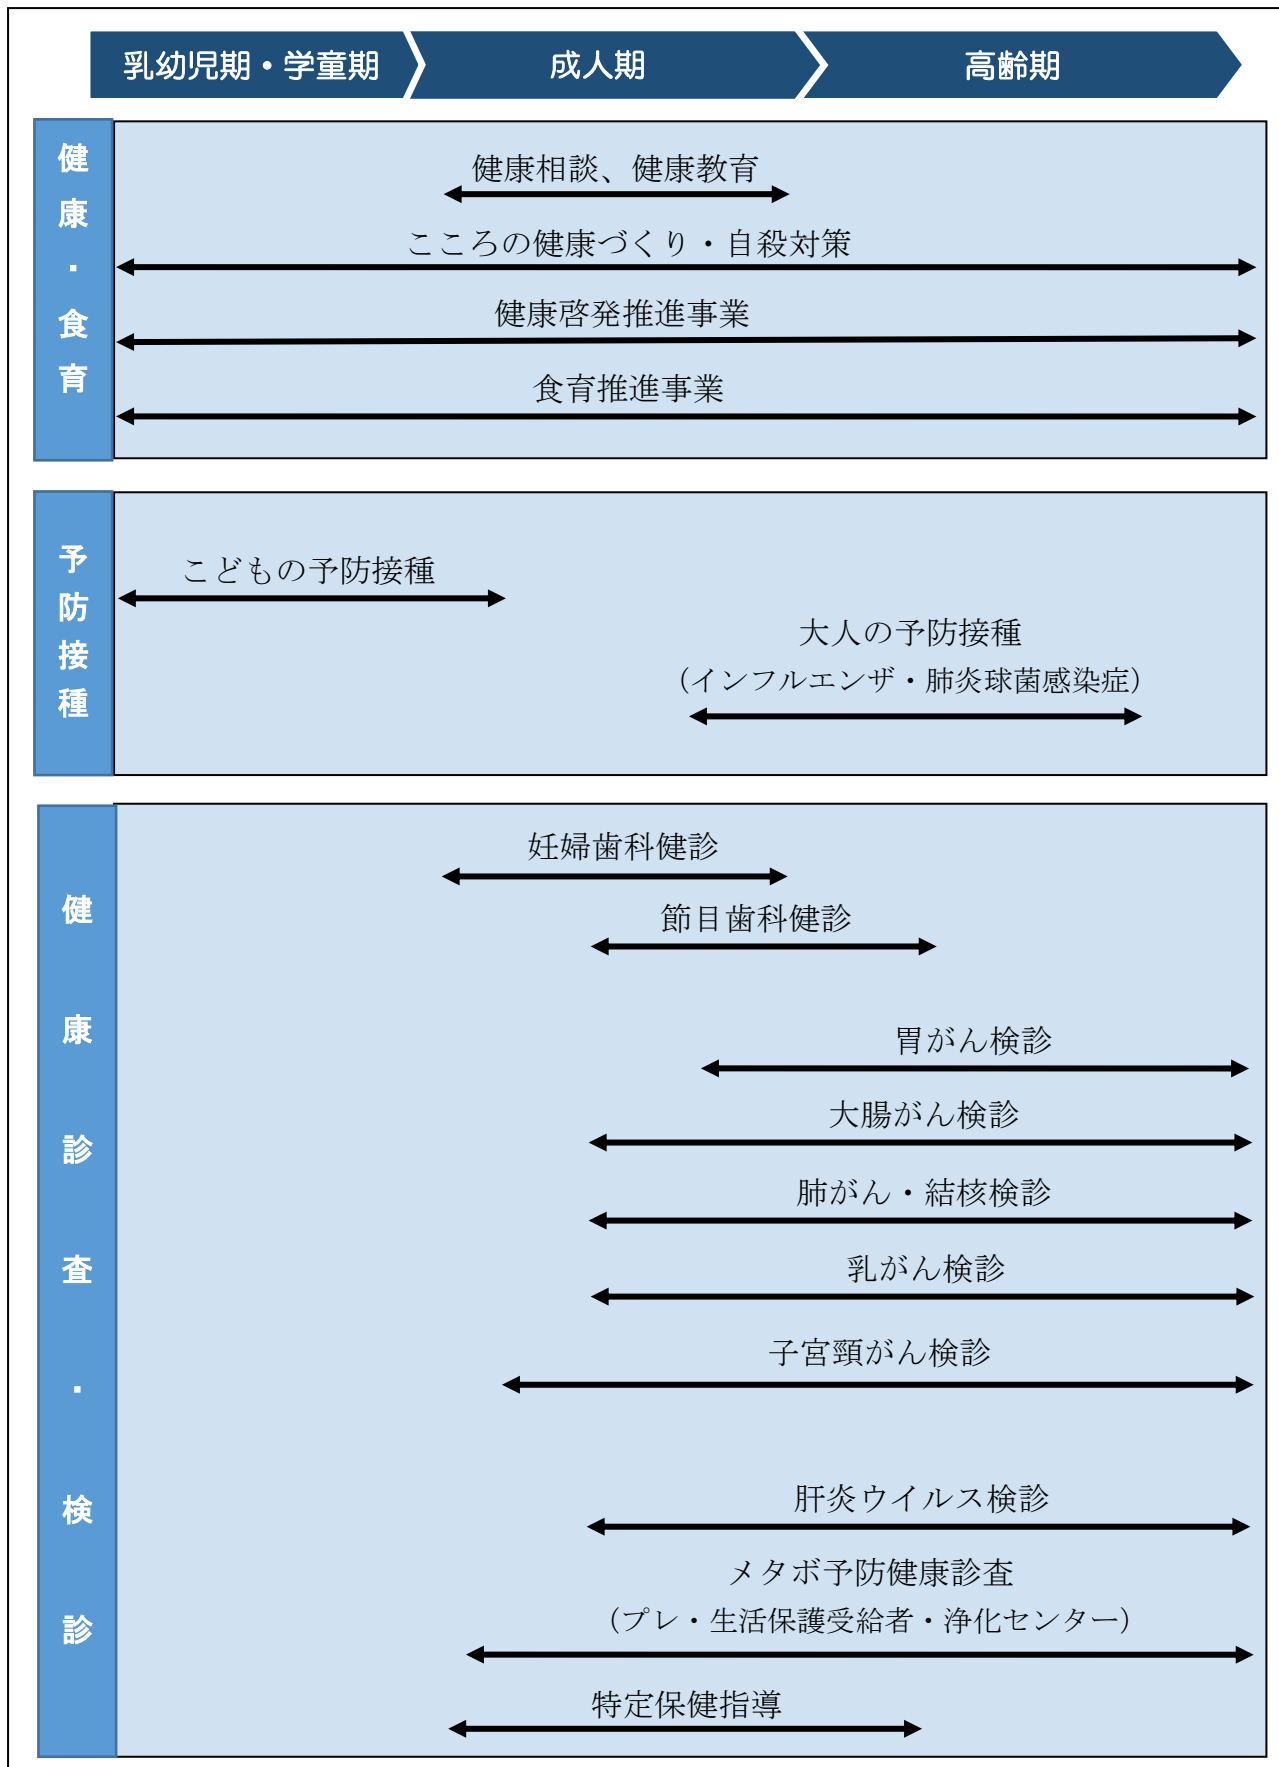 乳幼児期・学童期
成人期
高齢期
健康・食育
健康相談、健康教育
こころの健康づくり・自殺対策
健康啓発推進事業
食育推進事業
予防接種
こどもの予防接種
大人の予防接種
（インフルエンザ・肺炎球菌感染症）
健康診査・検診
妊婦歯科健診
節目歯科健診
胃がん検診
大腸がん検診
肺がん・結核検診
乳がん検診
子宮頸がん検診
肝炎ウイルス検診
メタボ予防健康診査
（プレ・生活保護受給者・浄化センター）
特定保健指導